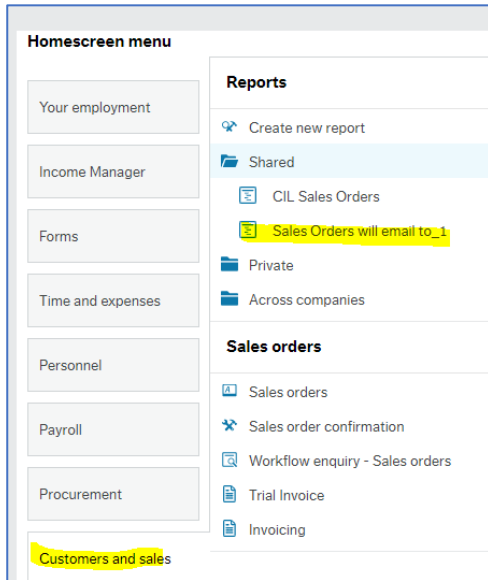 Homescreen menu
Your employment
Income Manager
Forms
Time and expenses
Personnel
Payroll
Procurement
Customers and sales
Reports
Create new report
Shared
CIL Sales Orders
Sales Orders will email to_1
Private
Across companies
Sales orders
Sales orders
Sales order confirmation
Workflow enquiry - Sales orders
Trial Invoice
Invoicing